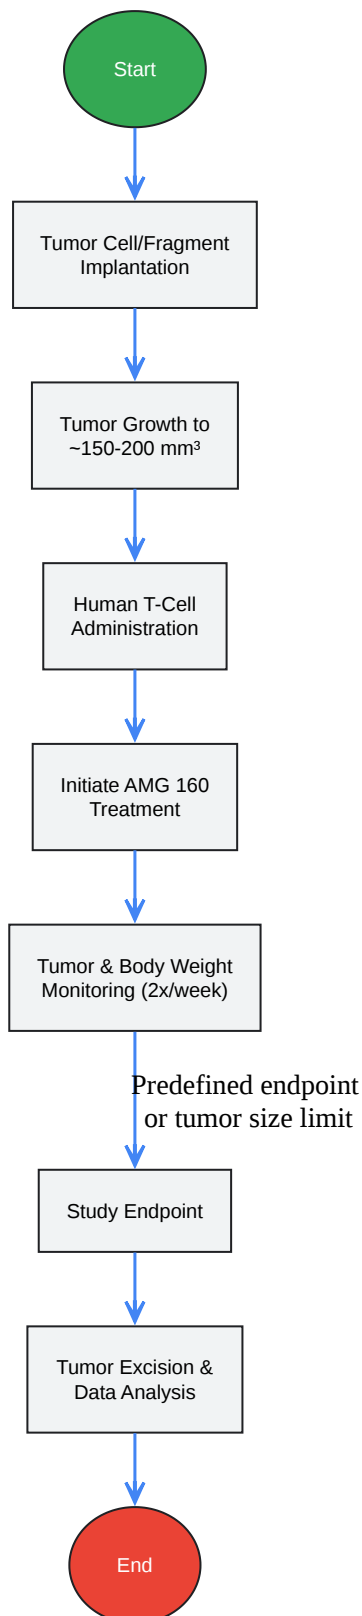 Start
Tumor Cell/Fragment
Implantation
Tumor Growth to
~150-200 mm³
Human T-Cell
Administration
Initiate AMG 160
Treatment
Tumor & Body Weight
Monitoring (2x/week)
Predefined endpoint
or tumor size limit
Study Endpoint
Tumor Excision &
Data Analysis
End